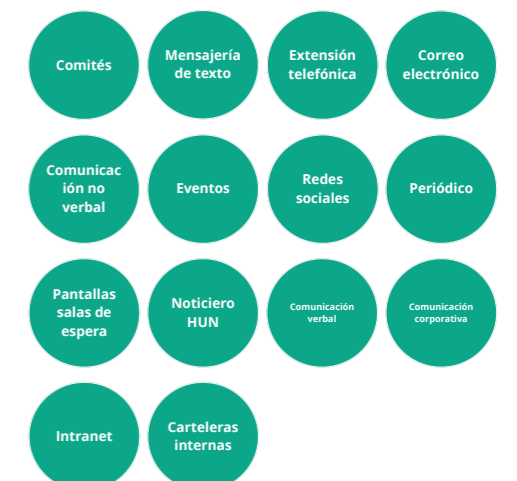 Comités
Mensajería
de texto
Extensión
telefónica
Correo
electrónico
Comunicac
ión no
verbal
Eventos
Redes
sociales
Periódico
Pantallas
salas de
espera
Noticiero
HUN
Comunicación
verbal
Comunicación
corporativa
Intranet
Carteleras
internas